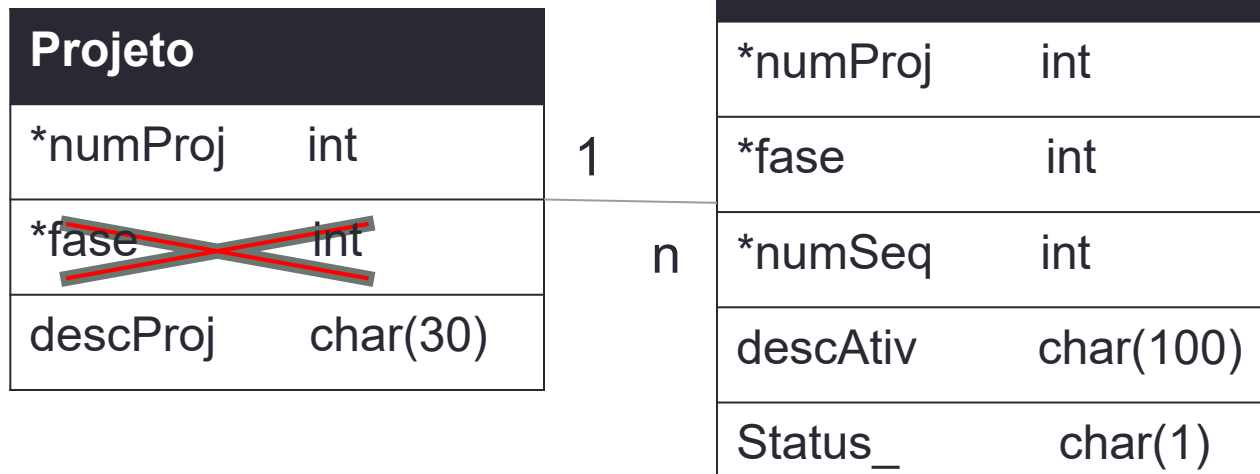 Projeto
*numProj int
*fase int
descProj char(30)
1
n
*numProj int
*fase int
*numSeq int
descAtiv char(100)
Status_ char(1)